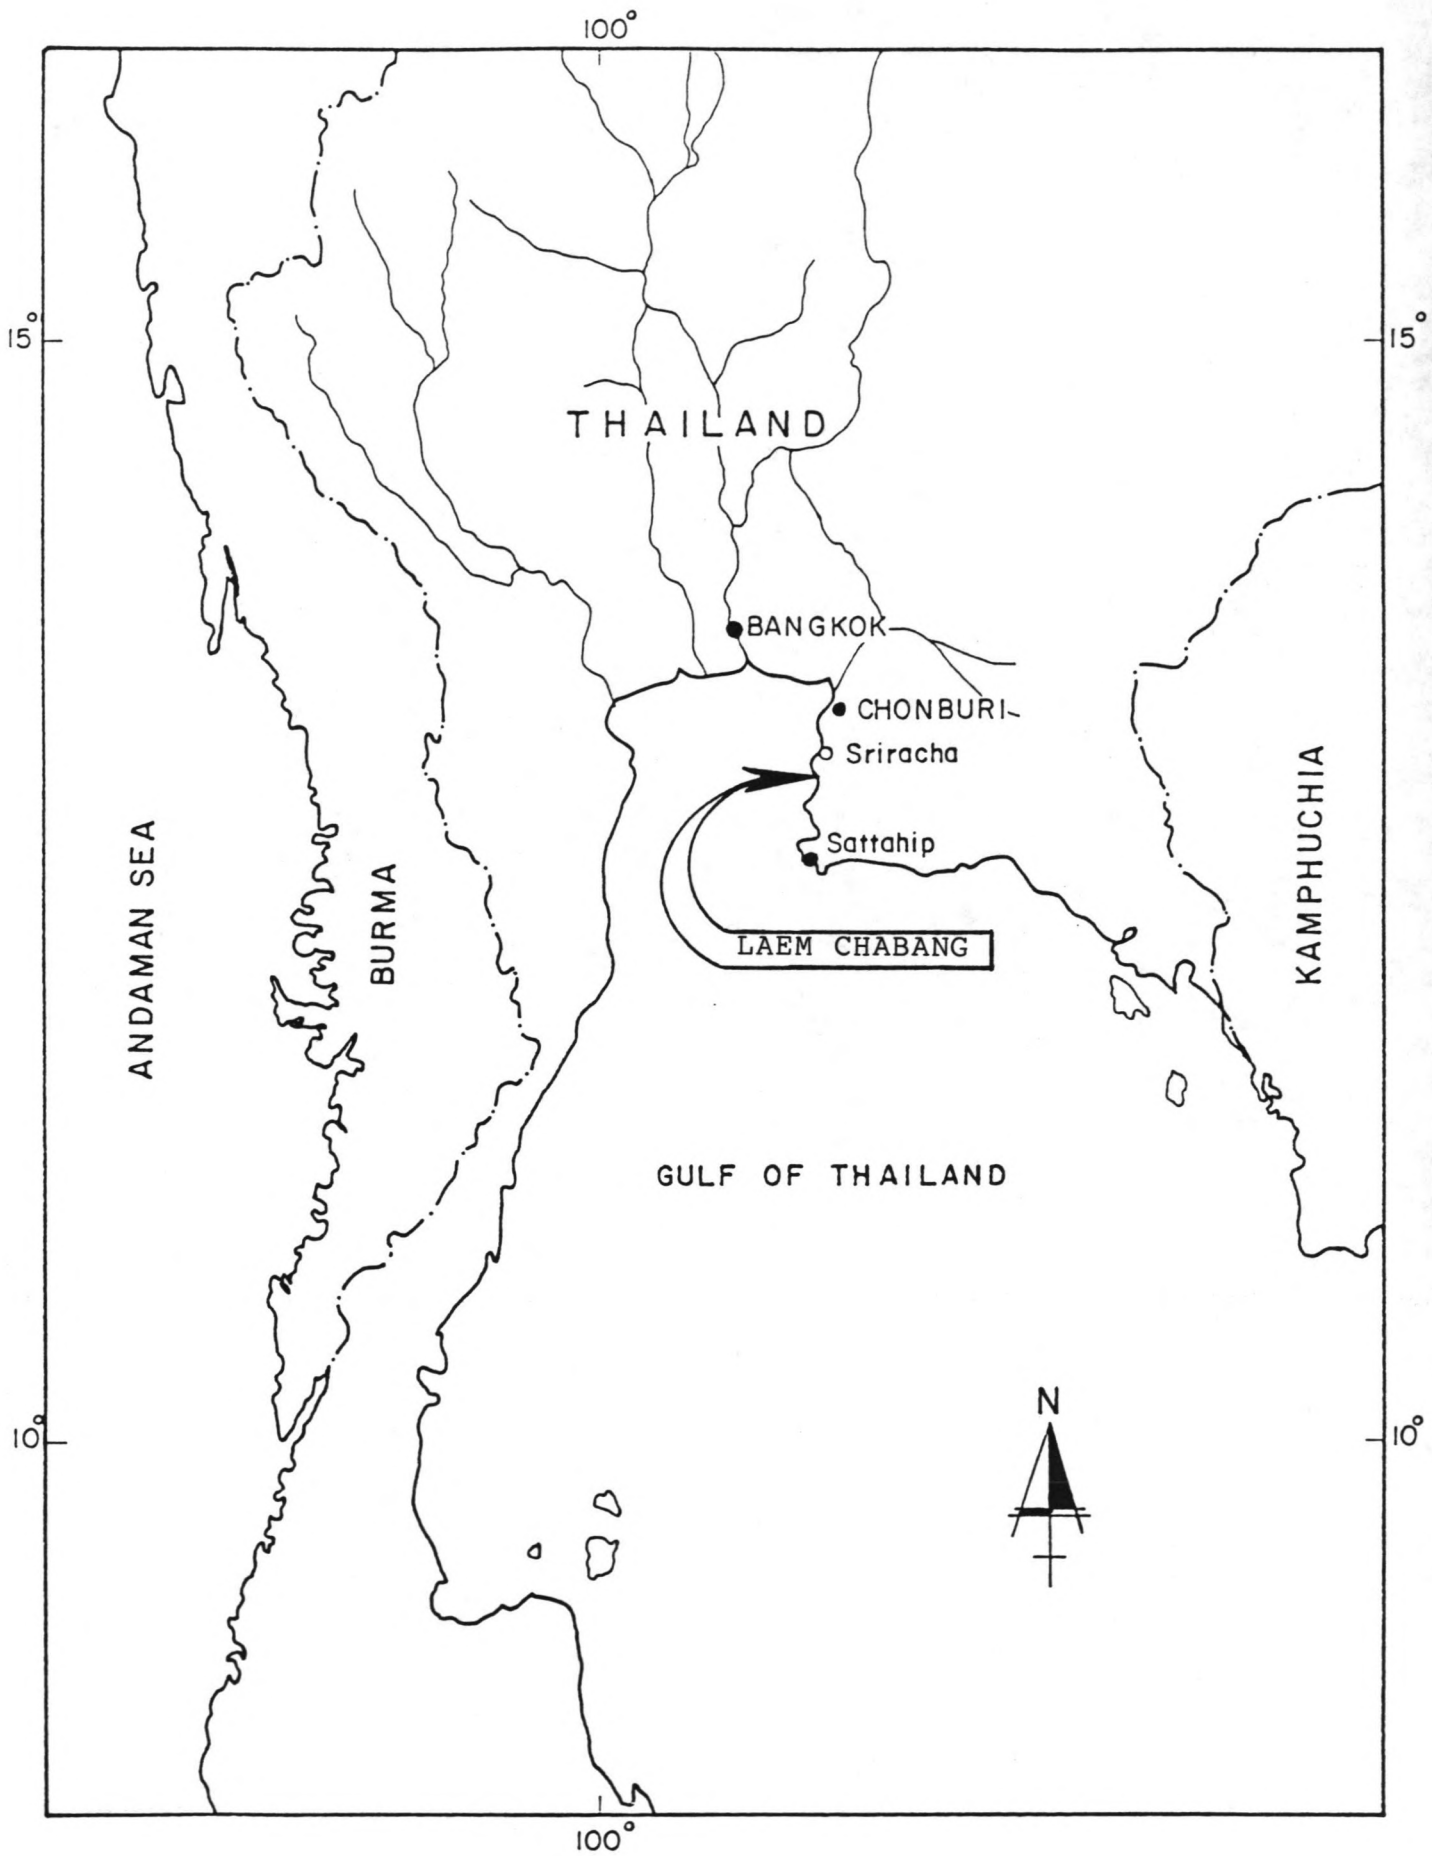 100°
15°
15°
THAILAND
BANGKOK
CHONBURI
Sriracha
Sattahip
LAEM CHABANG
ANDAMAN SEA
BURMA
KAMPHUCHIA
GULF OF THAILAND
N
10°
10°
100°